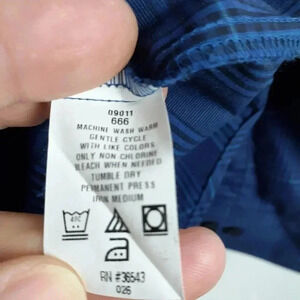 09011
666
MACHINE WASH WARM
GENTLE CYCLE
WITH LIKE COLORS
ONLY NON-CHLORINE
BLEACH WHEN NEEDED
TUMBLE DRY
PERMANENT PRESS
IRON MEDIUM
40C
RN #36543
026